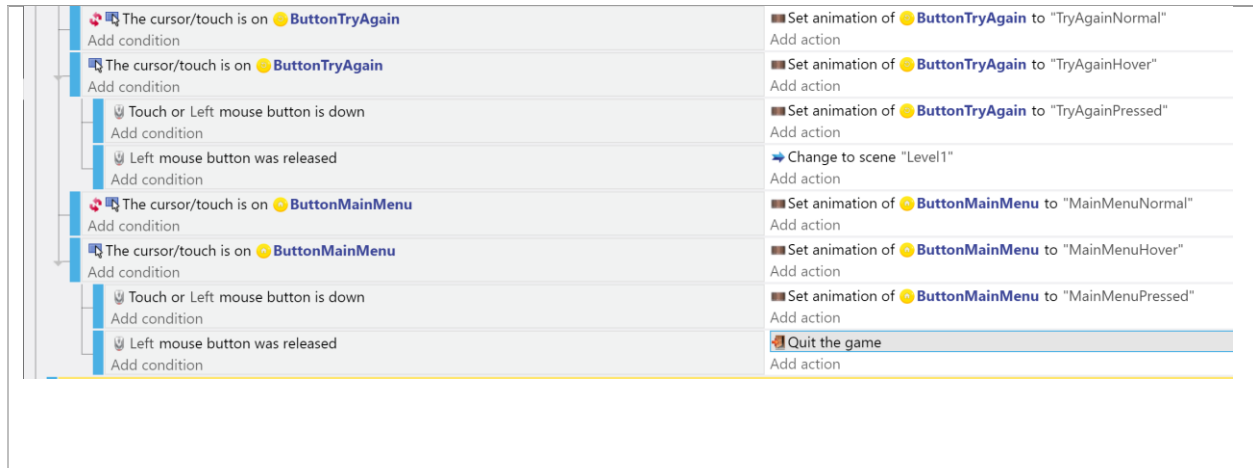 The cursor/touch is on ButtonTryAgain Set animation of ButtonTryAgain to "TryAgainNormal"
Add condition Add action
The cursor/touch is on ButtonTryAgain Set animation of ButtonTryAgain to "TryAgainHover"
Add condition Add action
Touch or Left mouse button is down Set animation of ButtonTryAgain to "TryAgainPressed"
Add condition Add action
Left mouse button was released Change to scene "Level1"
Add condition Add action
The cursor/touch is on ButtonMainMenu Set animation of ButtonMainMenu to "MainMenuNormal"
Add condition Add action
The cursor/touch is on ButtonMainMenu Set animation of ButtonMainMenu to "MainMenuHover"
Add condition Add action
Touch or Left mouse button is down Set animation of ButtonMainMenu to "MainMenuPressed"
Add condition Add action
Left mouse button was released Quit the game
Add condition Add action